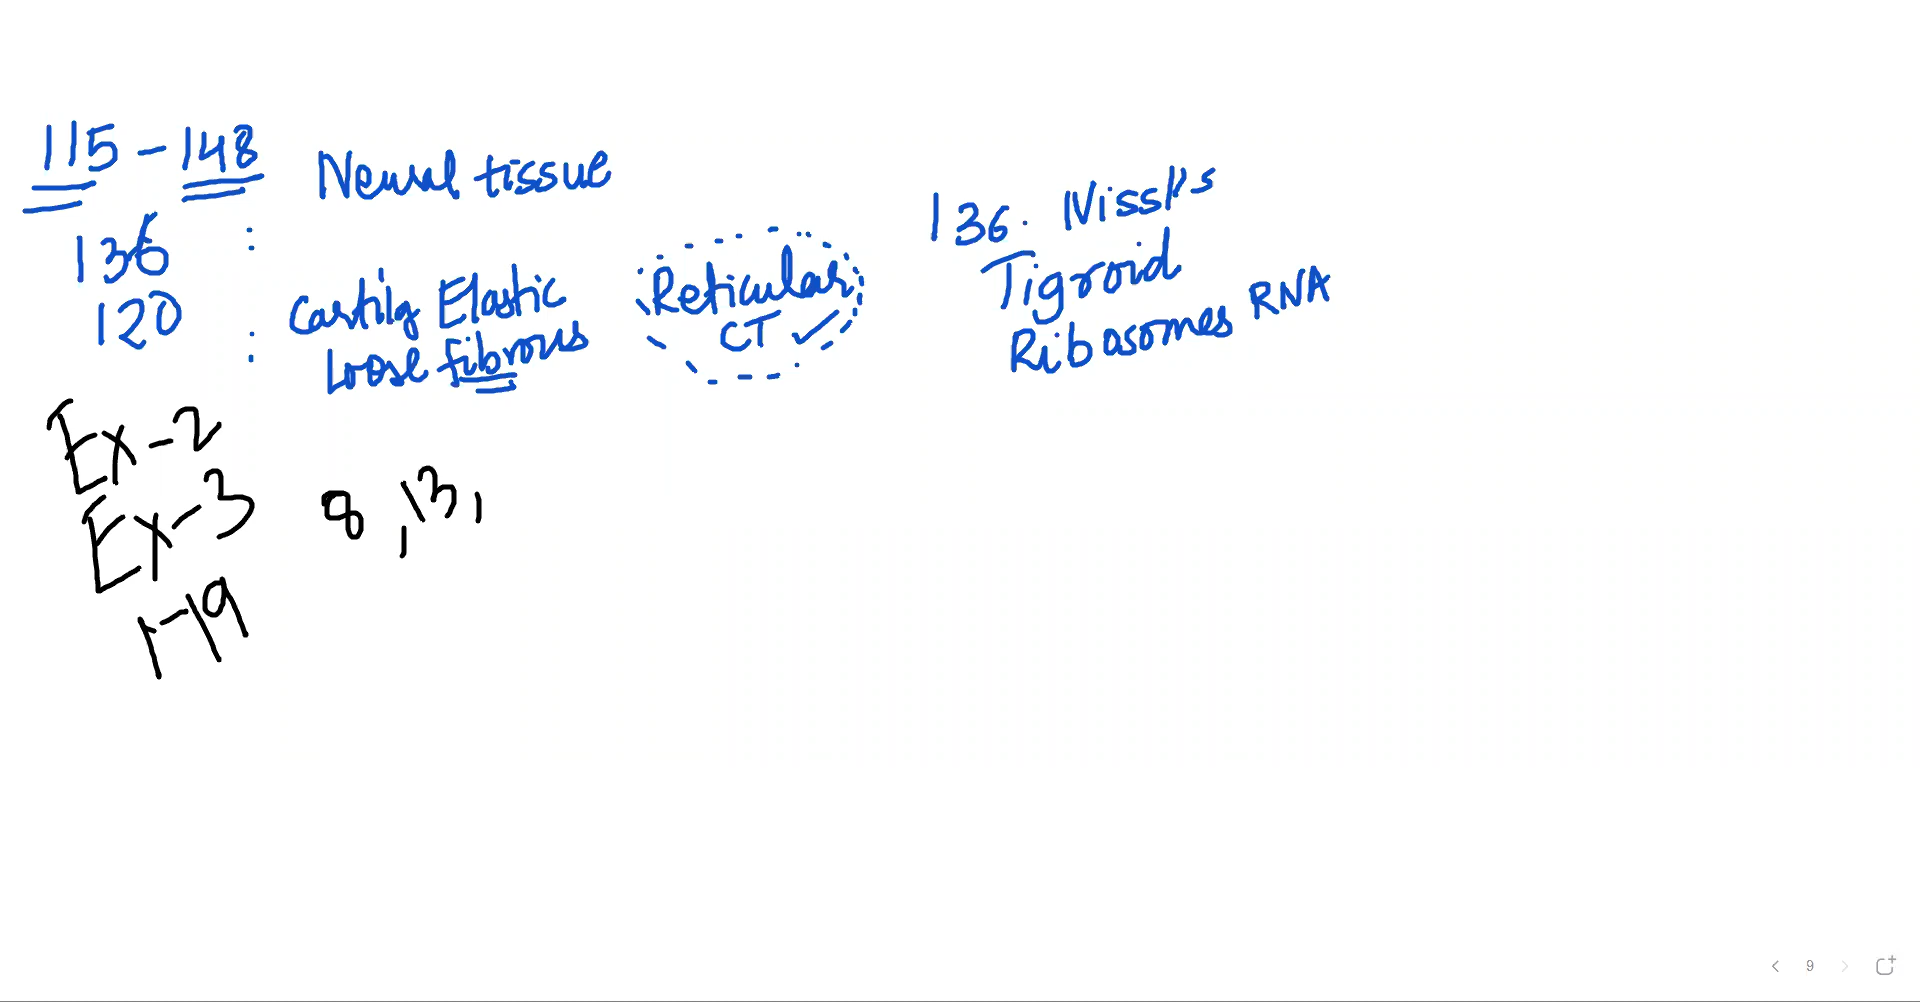 115 - 148 Neural tissue
136 :
120 : Cartilg Elastic
Loose fibrous
Reticular
CT ✓
136. Nissl's
Tigroid
Ribosomes RNA
Ex-2
Ex-3 8, 13,
1-19
9